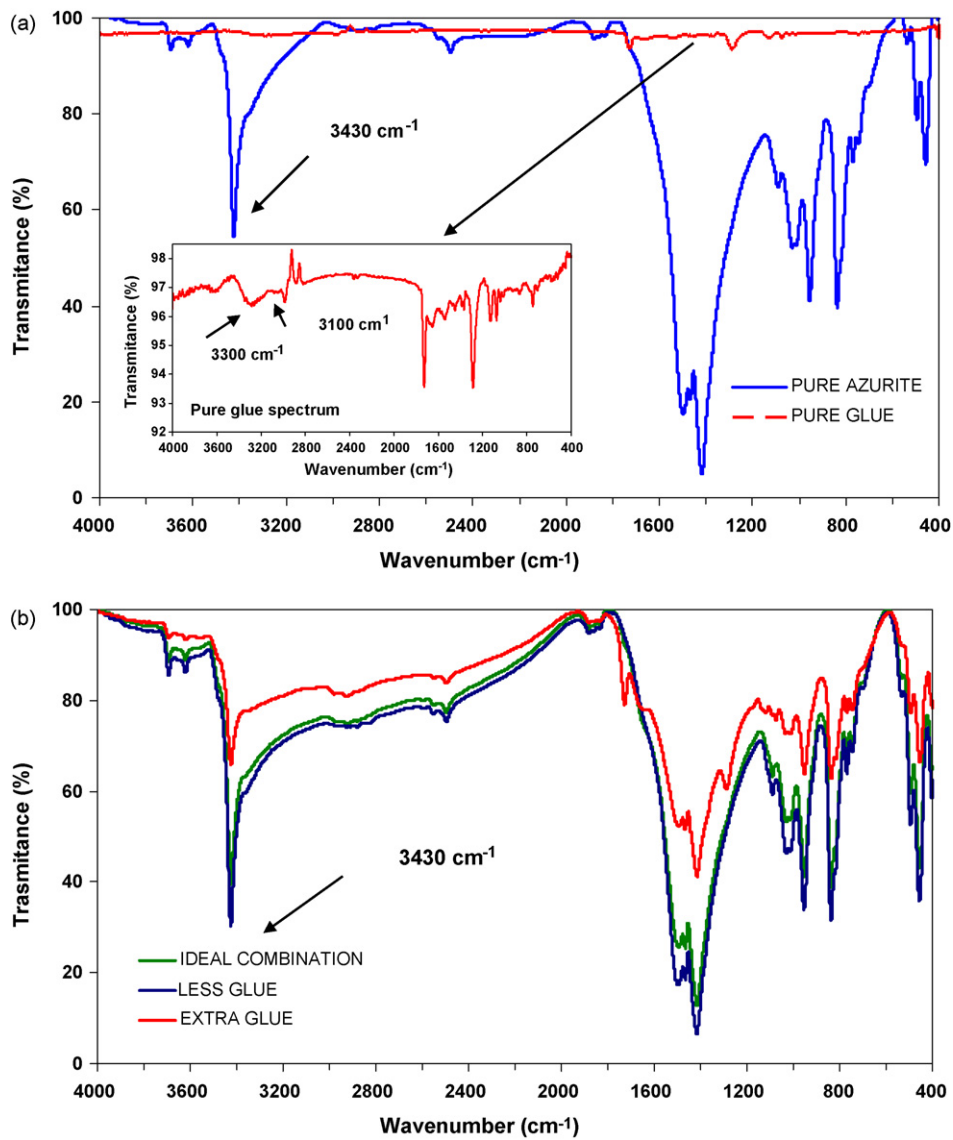 (a)
100
80
60
40
20
0
Transmitance (%)
3430 cm-1
98
97
96
95
94
93
92
Transmitance (%)
3300 cm-1
3100 cm1
Pure glue spectrum
4000 3600 3200 2800 2400 2000 1600 1200 800 400
Wavenumber (cm-1)
PURE AZURITE
PURE GLUE
4000 3600 3200 2800 2400 2000 1600 1200 800 400
Wavenumber (cm-1)
(b)
100
80
60
40
20
0
Trasmitance (%)
3430 cm-1
IDEAL COMBINATION
LESS GLUE
EXTRA GLUE
4000 3600 3200 2800 2400 2000 1600 1200 800 400
Wavenumber (cm-1)